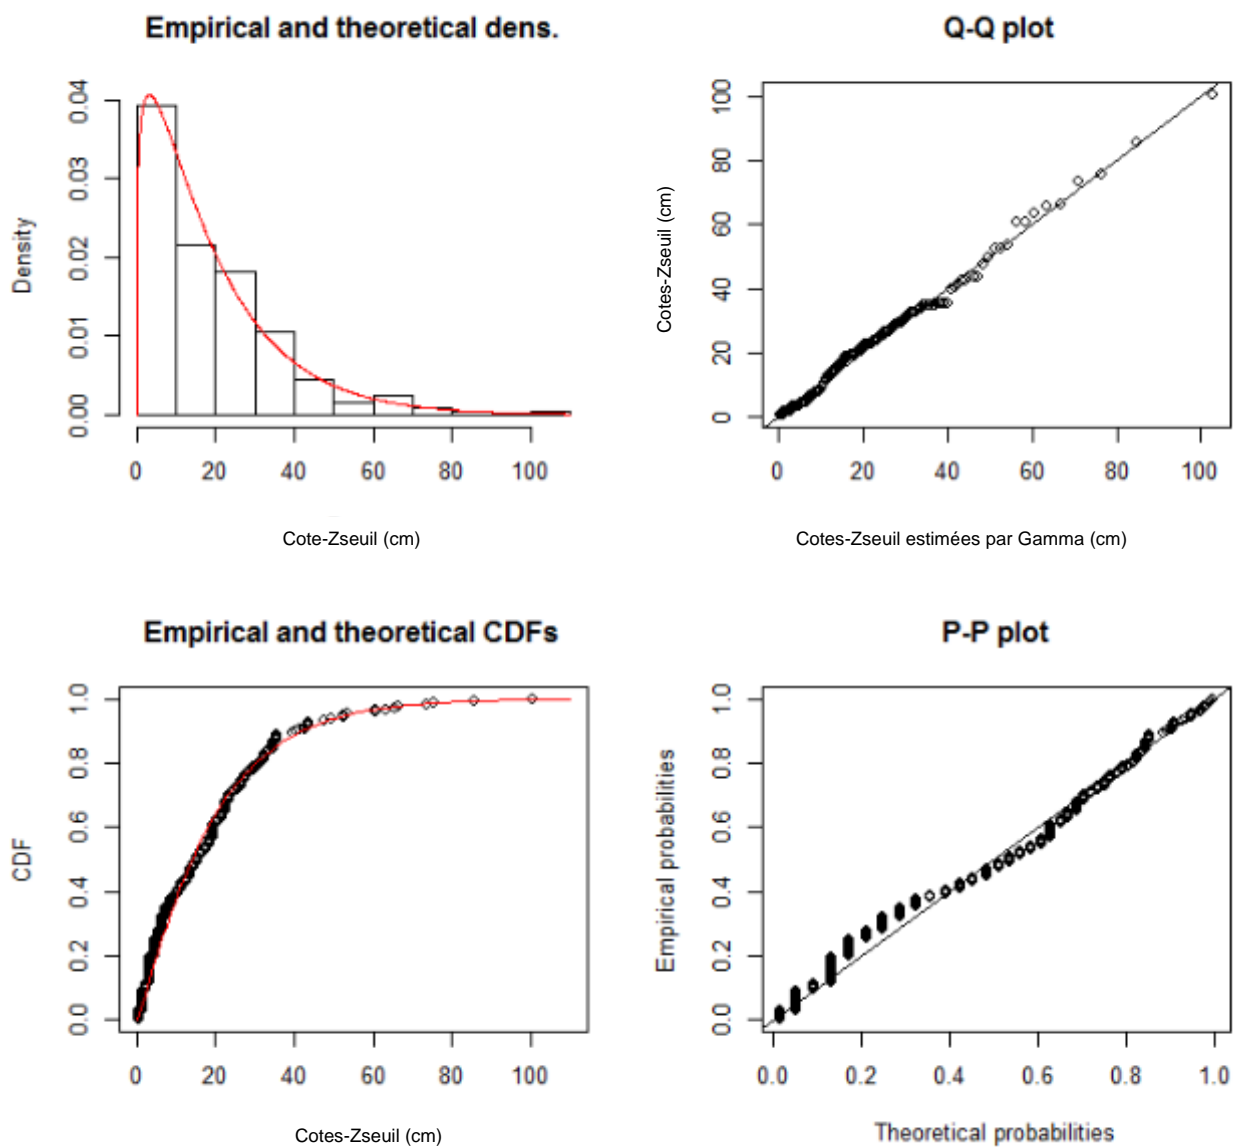 Empirical and theoretical dens.
Density
0.00 0.01 0.02 0.03 0.04
0 20 40 60 80 100
Cote-Zseuil (cm)
Q-Q plot
Cotes-Zseuil (cm)
0 20 40 60 80 100
0 20 40 60 80 100
Cotes-Zseuil estimées par Gamma (cm)
Empirical and theoretical CDFs
CDF
0.0 0.2 0.4 0.6 0.8 1.0
0 20 40 60 80 100
Cotes-Zseuil (cm)
P-P plot
Empirical probabilities
0.0 0.2 0.4 0.6 0.8 1.0
0.0 0.2 0.4 0.6 0.8 1.0
Theoretical probabilities